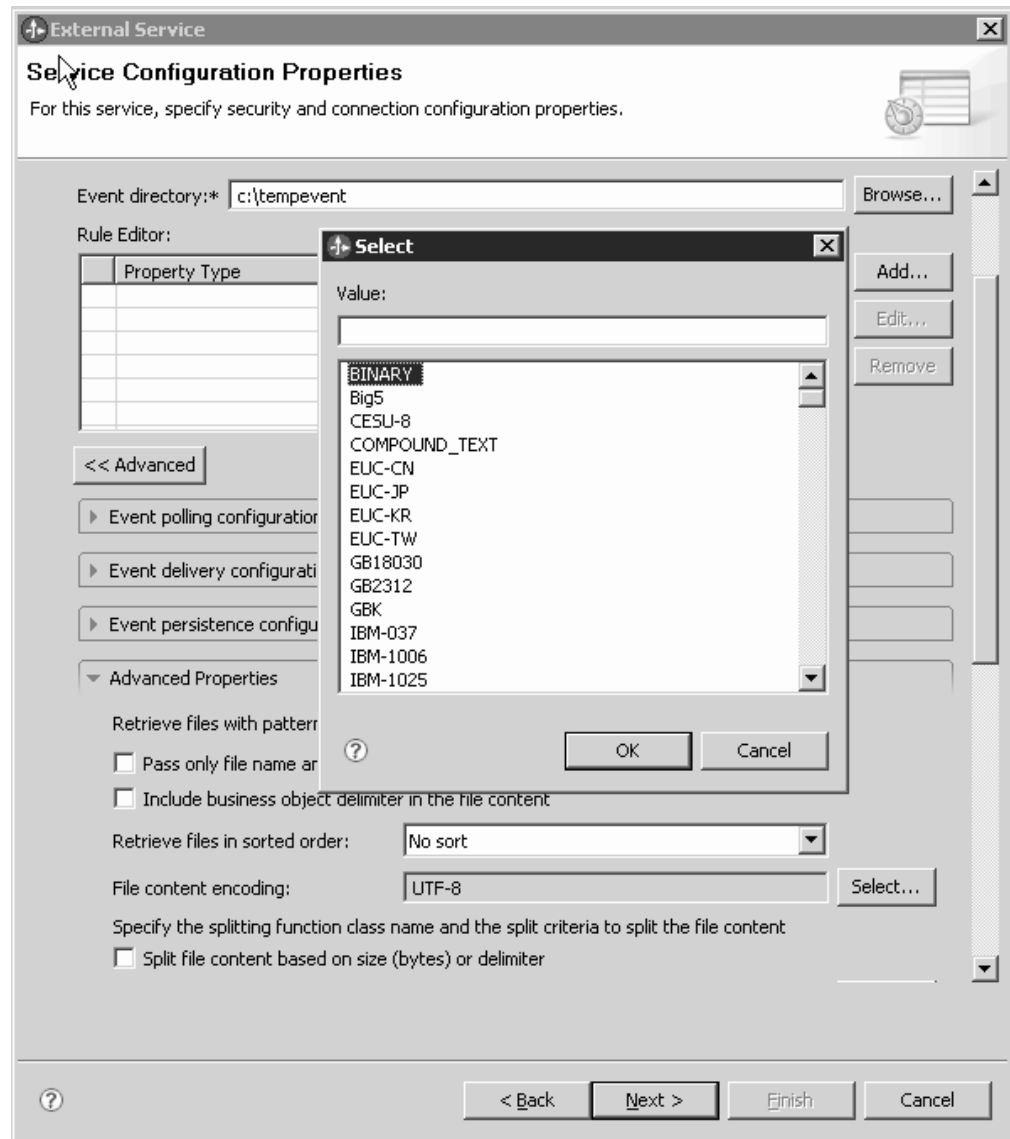 External Service
Service Configuration Properties
For this service, specify security and connection configuration properties.
Event directory:* c:\tempevent Browse...
Rule Editor:
Property Type
Add...
Edit...
Remove
Select
Value:
BINARY
Big5
CESU-8
COMPOUND_TEXT
EUC-CN
EUC-JP
EUC-KR
EUC-TW
GB18030
GB2312
GBK
IBM-037
IBM-1006
IBM-1025
OK Cancel
<< Advanced
Event polling configuration
Event delivery
Event persistence
Advanced Properties
Retrieve files with
Pass only file name
Include business object delimiter in the file content
Retrieve files in sorted order: No sort
File content encoding: UTF-8 Select...
Specify the splitting function class name and the split criteria to split the file content
Split file content based on size (bytes) or delimiter
< Back Next > Finish Cancel